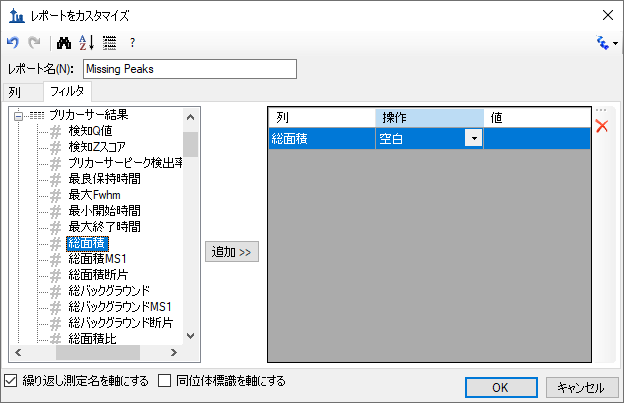 レポートをカスタマイズ
レポート名(N): Missing Peaks
列 フィルタ
プリカーサー結果
検知Q値
検知Zスコア
プリカーサーピーク検出率
最良保持時間
最大Fwhm
最小開始時間
最大終了時間
総面積
総面積MS1
総面積断片
総バックグラウンド
総バックグラウンドMS1
総バックグラウンド断片
総面積比
追加 >>
列 操作 値
総面積 空白
繰り返し測定名を軸にする 同位体標識を軸にする
OK キャンセル